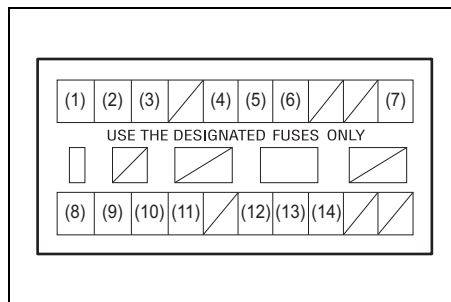 (1) (2) (3) (4) (5) (6) (7)
USE THE DESIGNATED FUSES ONLY
(8) (9) (10) (11) (12) (13) (14)